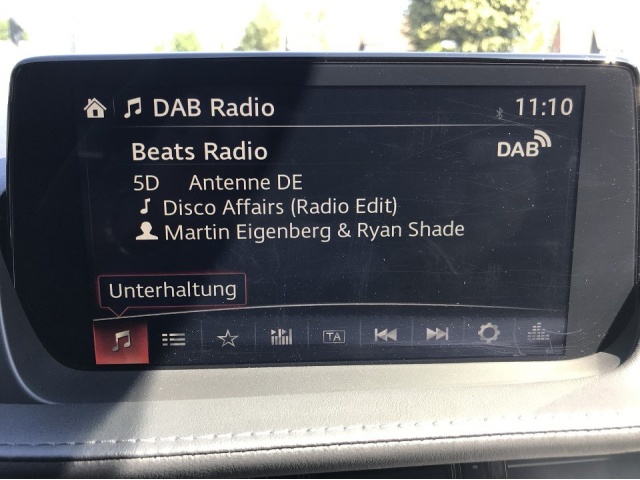 DAB Radio 11:10
Beats Radio DAB
5D Antenne DE
Disco Affairs (Radio Edit)
Martin Eigenberg & Ryan Shade
Unterhaltung
TA